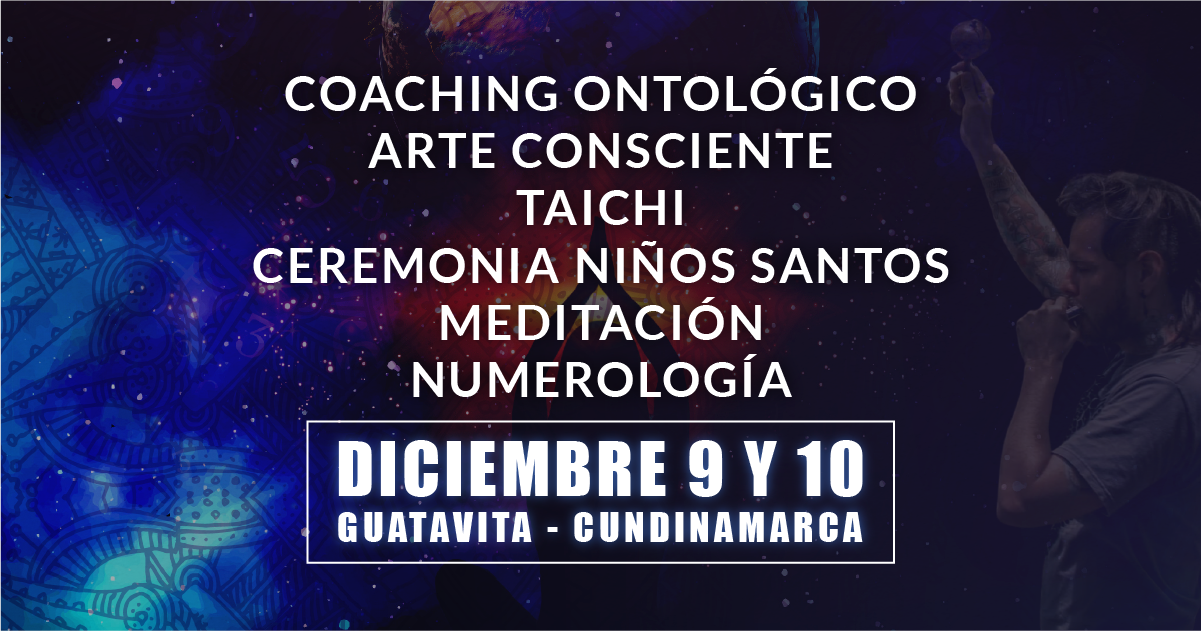 COACHING ONTOLÓGICO
ARTE CONSCIENTE
TAICHI
CEREMONIA NIÑOS SANTOS
MEDITACIÓN
NUMEROLOGÍA
DICIEMBRE 9 Y 10
GUATAVITA - CUNDINAMARCA